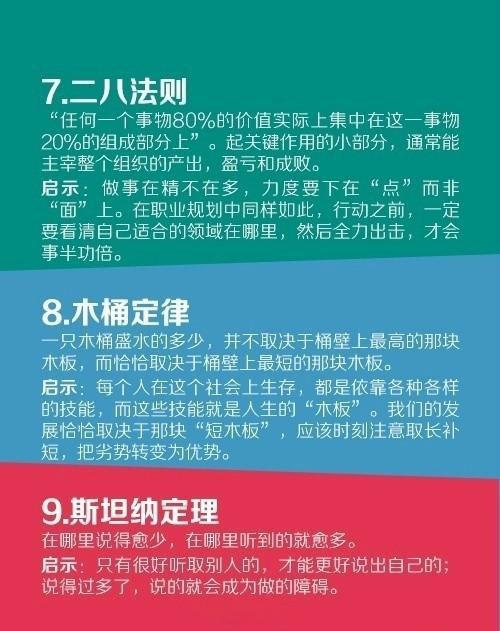 7.二八法则
“任何一个事物80%的价值实际上集中在这一事物
20%的组成部分上”。起关键作用的小部分，通常能
主宰整个组织的产出，盈亏和成败。
启示：做事在精不在多，力度要下在“点”而非
“面”上。在职业规划中同样如此，行动之前，一定
要看清自己适合的领域在哪里，然后全力出击，才会
事半功倍。
8.木桶定律
一只木桶盛水的多少，并不取决于桶壁上最高的那块
木板，而恰恰取决于桶壁上最短的那块木板。
启示：每个人在这个社会上生存，都是依靠各种各样
的技能，而这些技能就是人生的“木板”。我们的发
展恰恰取决于那块“短木板”，应该时刻注意取长补
短，把劣势转变为优势。
9.斯坦纳定理
在哪里说得愈少，在哪里听到的就愈多。
启示：只有很好听取别人的，才能更好说出自己的；
说得过多了，说的就会成为做的障碍。